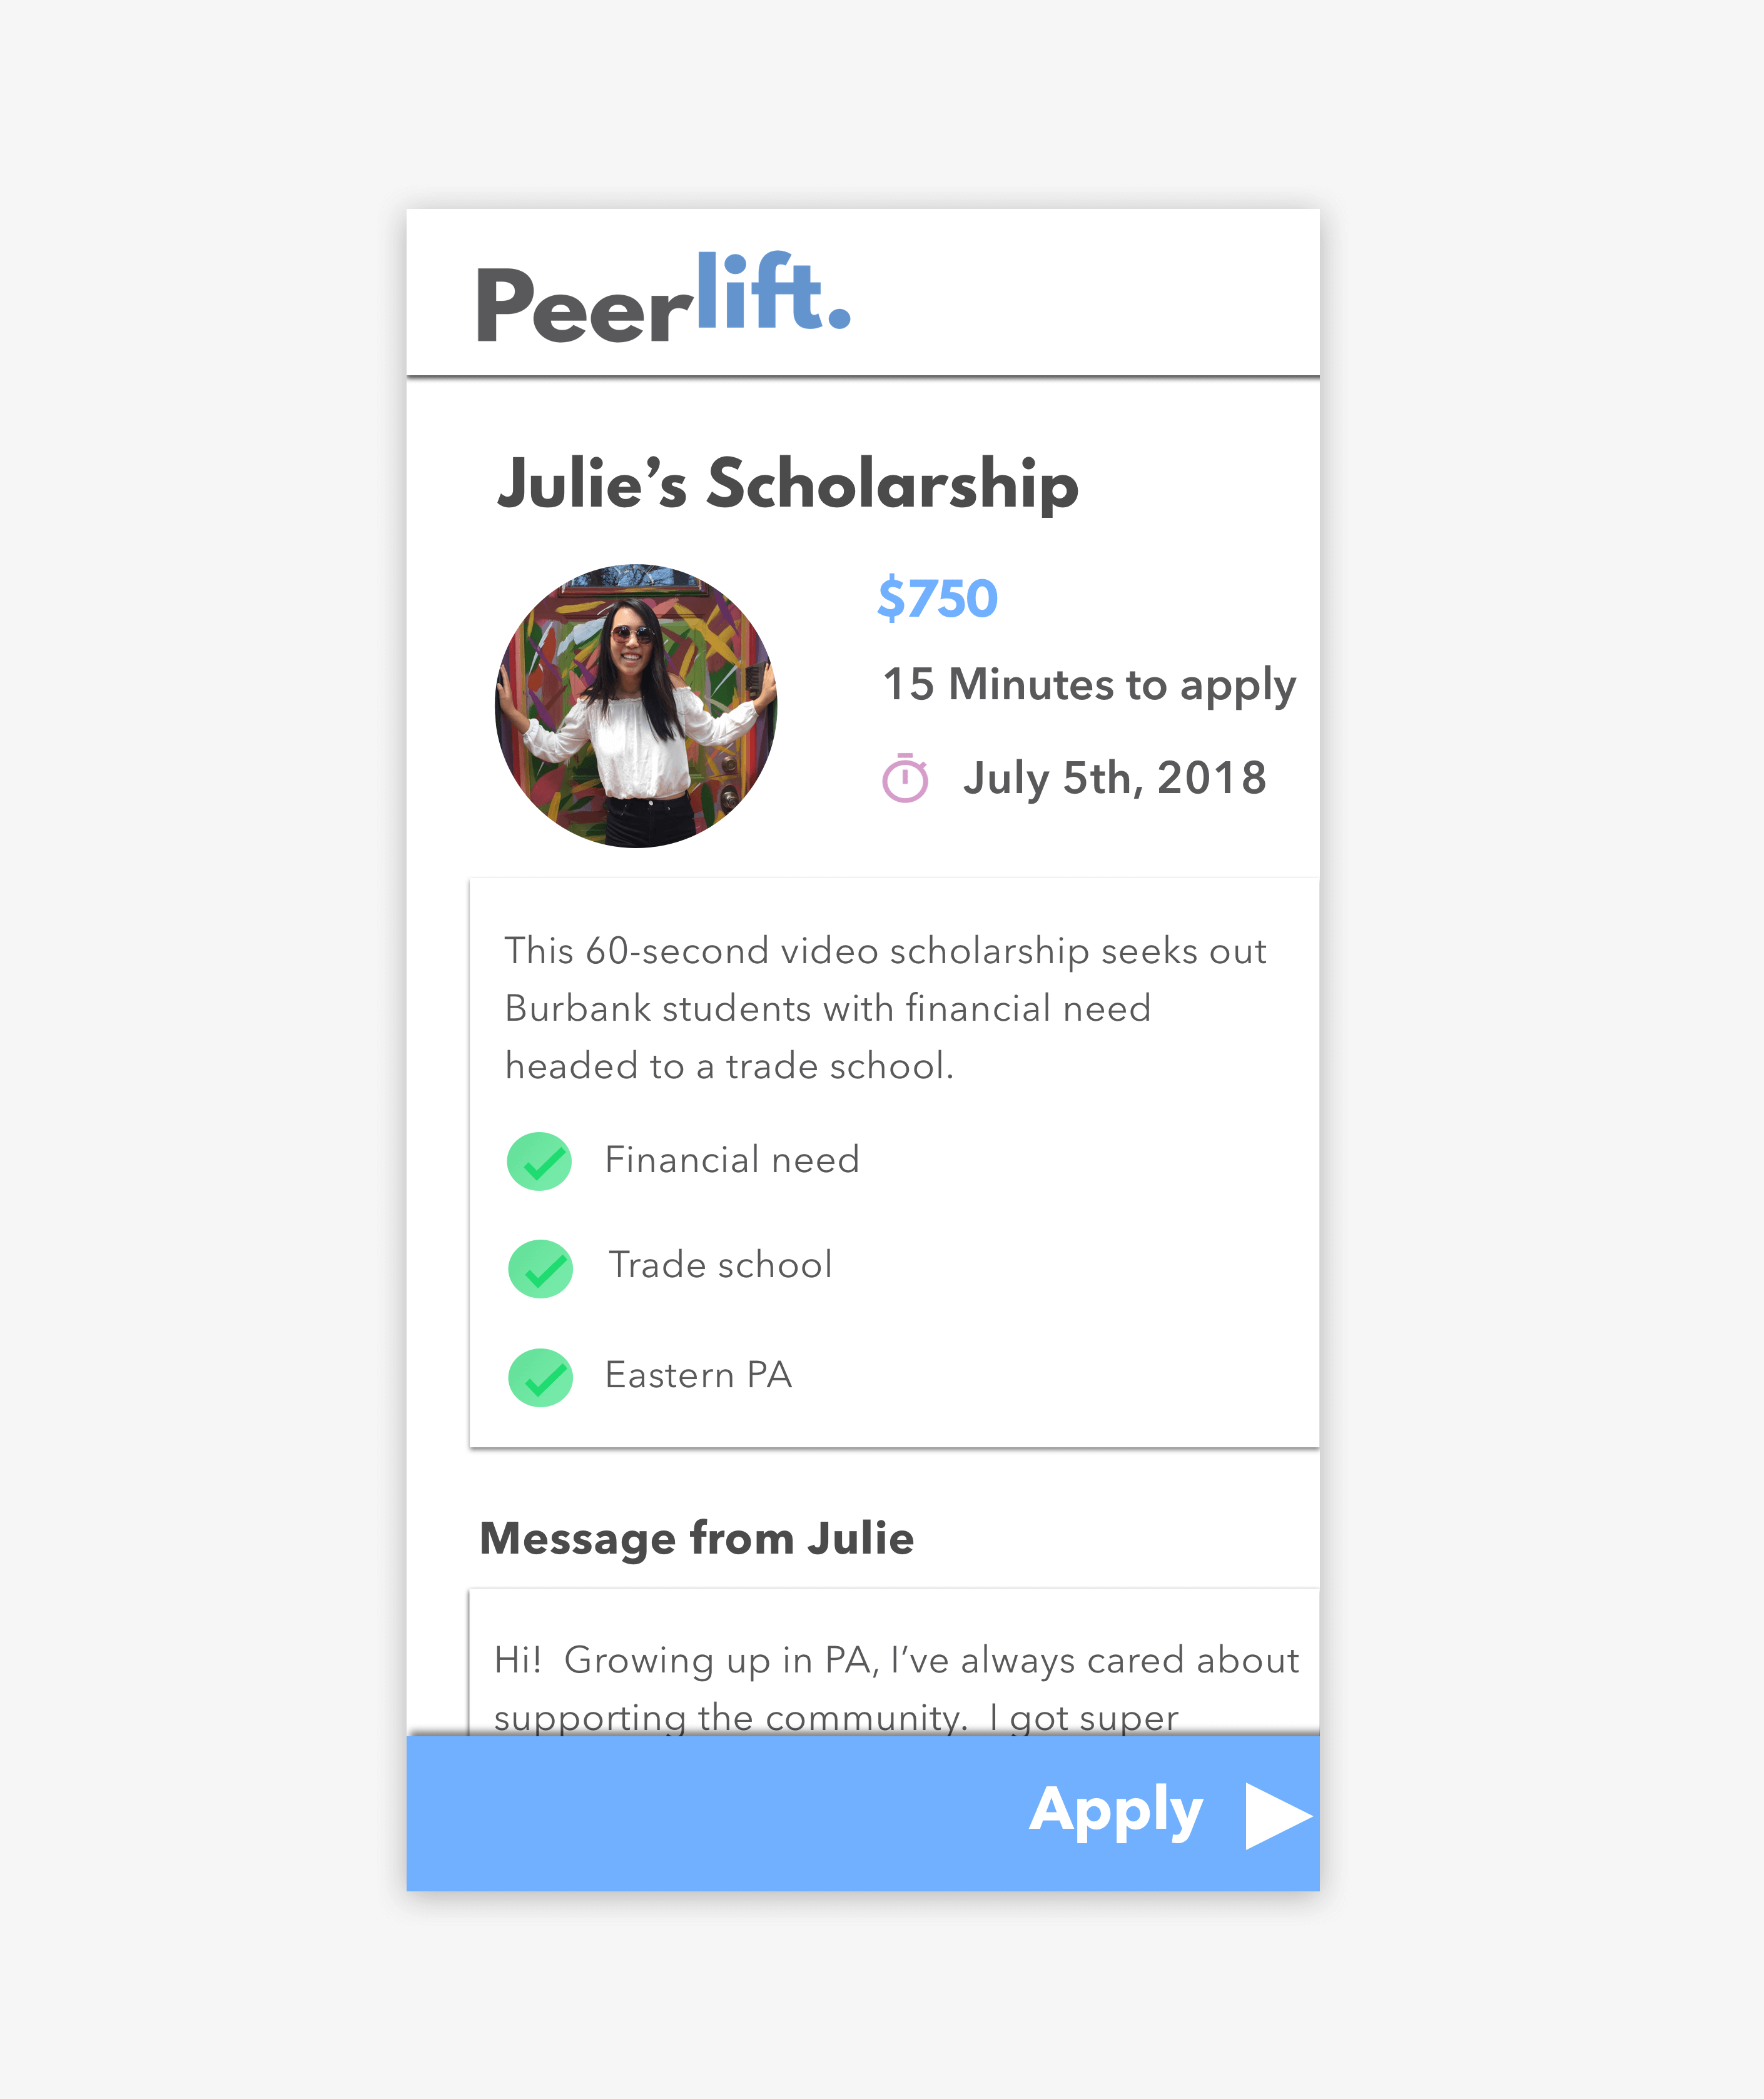 Peerlift.
Julie’s Scholarship
$750
15 Minutes to apply
July 5th, 2018
This 60-second video scholarship seeks out
Burbank students with financial need
headed to a trade school.
Financial need
Trade school
Eastern PA
Message from Julie
Hi!  Growing up in PA, I’ve always cared about
supporting the community.  I got super
Apply